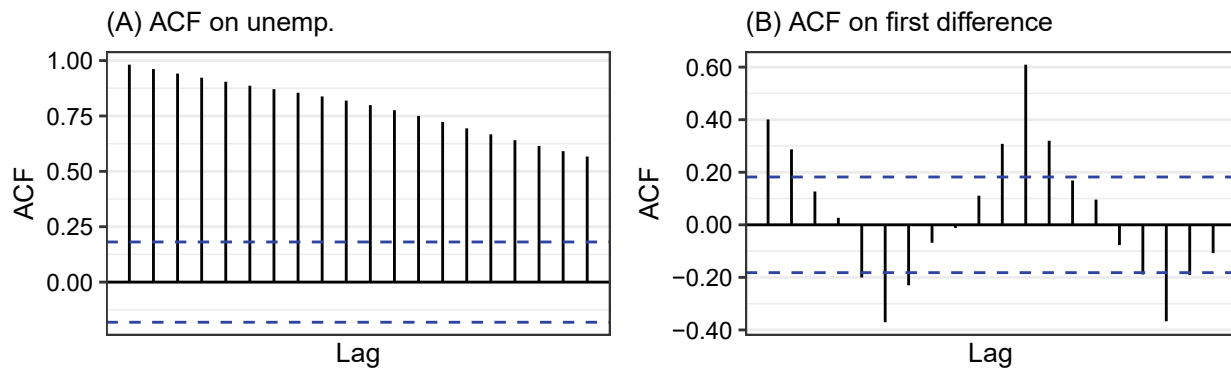 (A) ACF on unemp.
1.00
0.75
0.50
0.25
0.00
ACF
Lag
(B) ACF on first difference
0.60
0.40
0.20
0.00
−0.20
−0.40
ACF
Lag